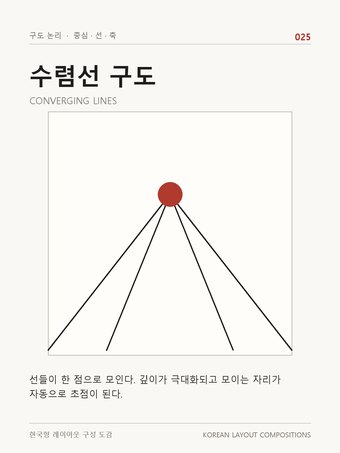 구도 논리 · 중심 · 선 · 축
025
수렴선 구도
CONVERGING LINES
선들이 한 점으로 모인다. 깊이가 극대화되고 모이는 자리가
자동으로 초점이 된다.
한국형 레이아웃 구성 도감
KOREAN LAYOUT COMPOSITIONS